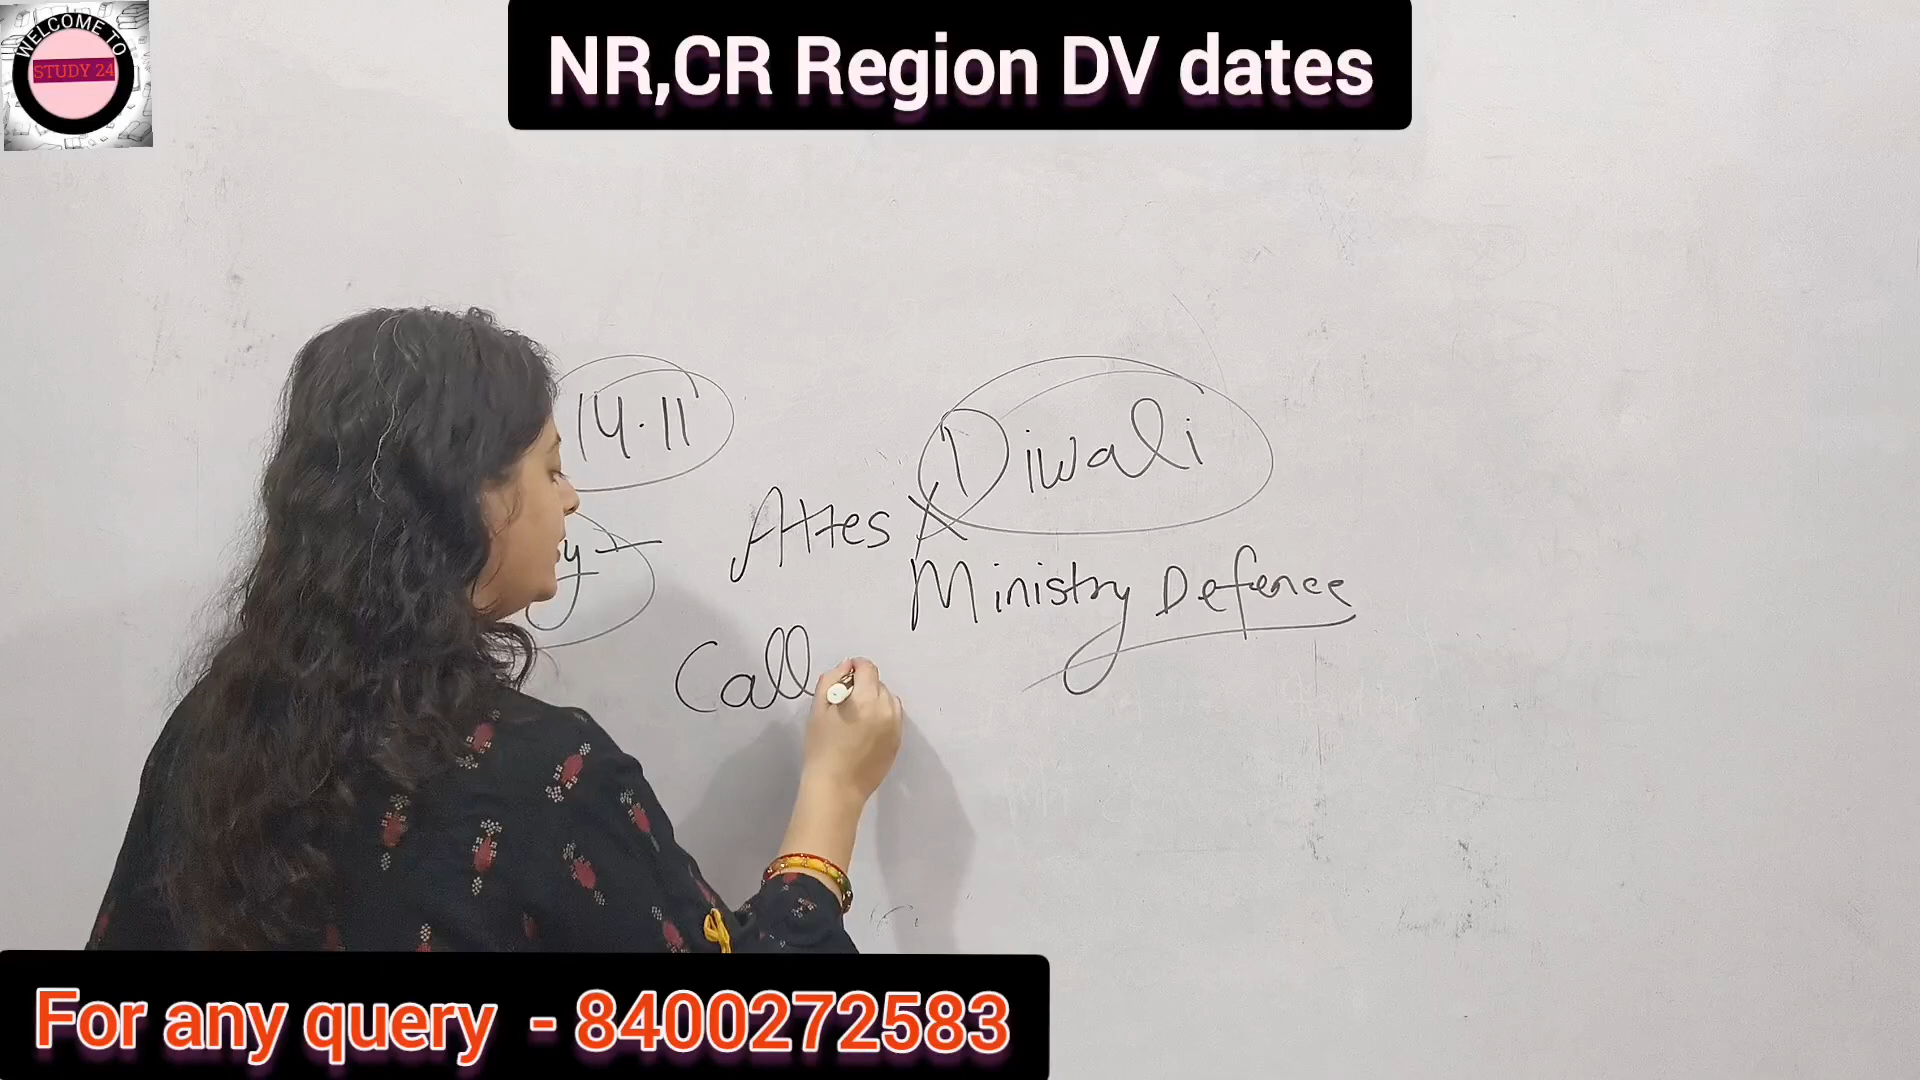 WELCOME TO
STUDY 24
NR,CR Region DV dates
14.11
Diwali
Attes X
Ministry Defence
Call
For any query - 8400272583